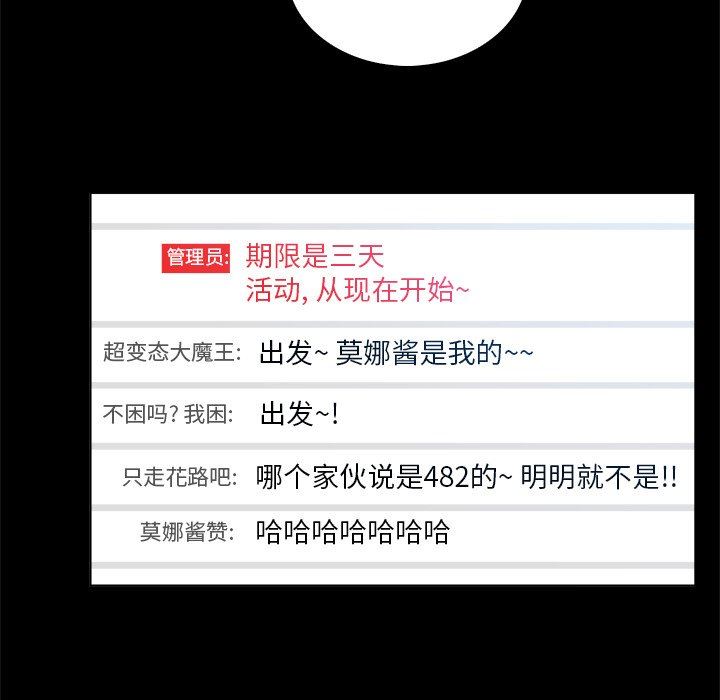 管理员: 期限是三天
活动, 从现在开始~
超变态大魔王: 出发~ 莫娜酱是我的~~
不困吗? 我困: 出发~!
只走花路吧: 哪个家伙说是482的~ 明明就不是!!
莫娜酱赞: 哈哈哈哈哈哈哈